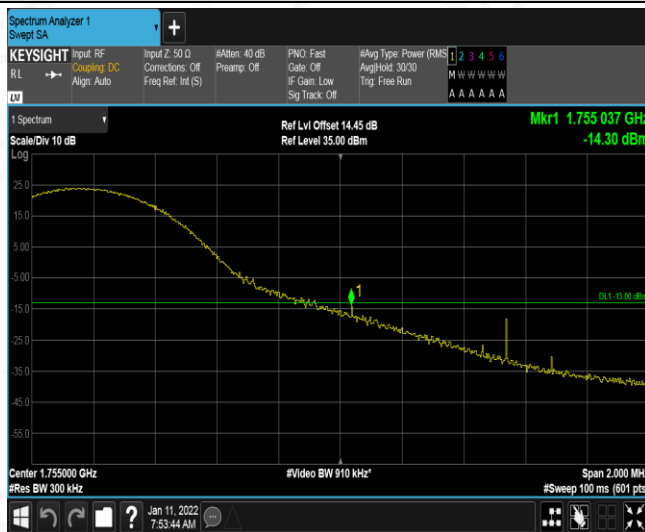 Spectrum Analyzer 1
Swept SA
+
KEYSIGHT
RL
LXI
Input: RF
Coupling: DC
Align: Auto
Input Z: 50 Ω
Corrections: Off
Freq Ref: Int (S)
#Atten: 40 dB
Preamp: Off
PNO: Fast
Gate: Off
IF Gain: Low
Sig Track: Off
#Avg Type: Power (RMS
Avg|Hold: 30/30
Trig: Free Run
1 2 3 4 5 6
M W W W W W
A A A A A A
1 Spectrum
Scale/Div 10 dB
Log
Ref Lvl Offset 14.45 dB
Ref Level 35.00 dBm
Mkr1 1.755 037 GHz
-14.30 dBm
25.0
15.0
5.00
-5.00
-15.0
-25.0
-35.0
-45.0
-55.0
1
DL1 -13.00 dBm
Center 1.755000 GHz
#Res BW 300 kHz
#Video BW 910 kHz*
Span 2.000 MHz
#Sweep 100 ms (601 pts
?
Jan 11, 2022
7:53:44 AM